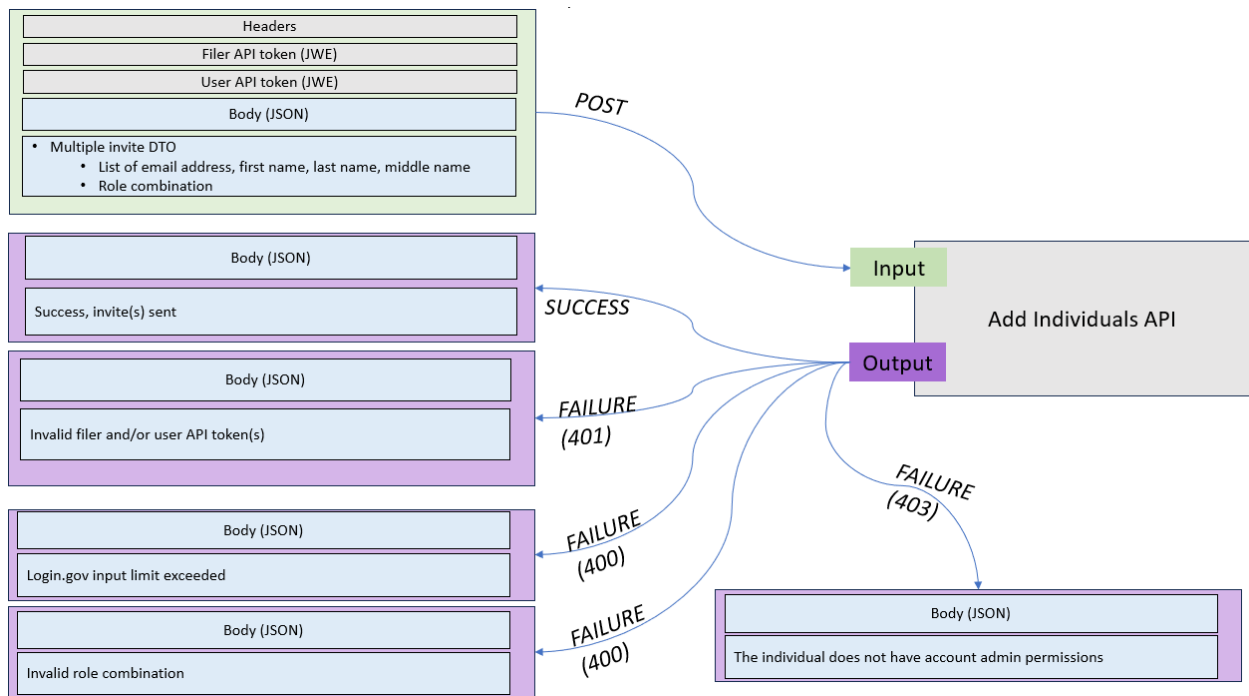 Headers
Filer API token (JWE)
User API token (JWE)
Body (JSON)
• Multiple invite DTO
• List of email address, first name, last name, middle name
• Role combination
POST
Input
Add Individuals API
Output
Body (JSON)
Success, invite(s) sent
SUCCESS
Body (JSON)
Invalid filer and/or user API token(s)
FAILURE
(401)
Body (JSON)
Login.gov input limit exceeded
FAILURE
(400)
Body (JSON)
Invalid role combination
FAILURE
(400)
FAILURE
(403)
Body (JSON)
The individual does not have account admin permissions